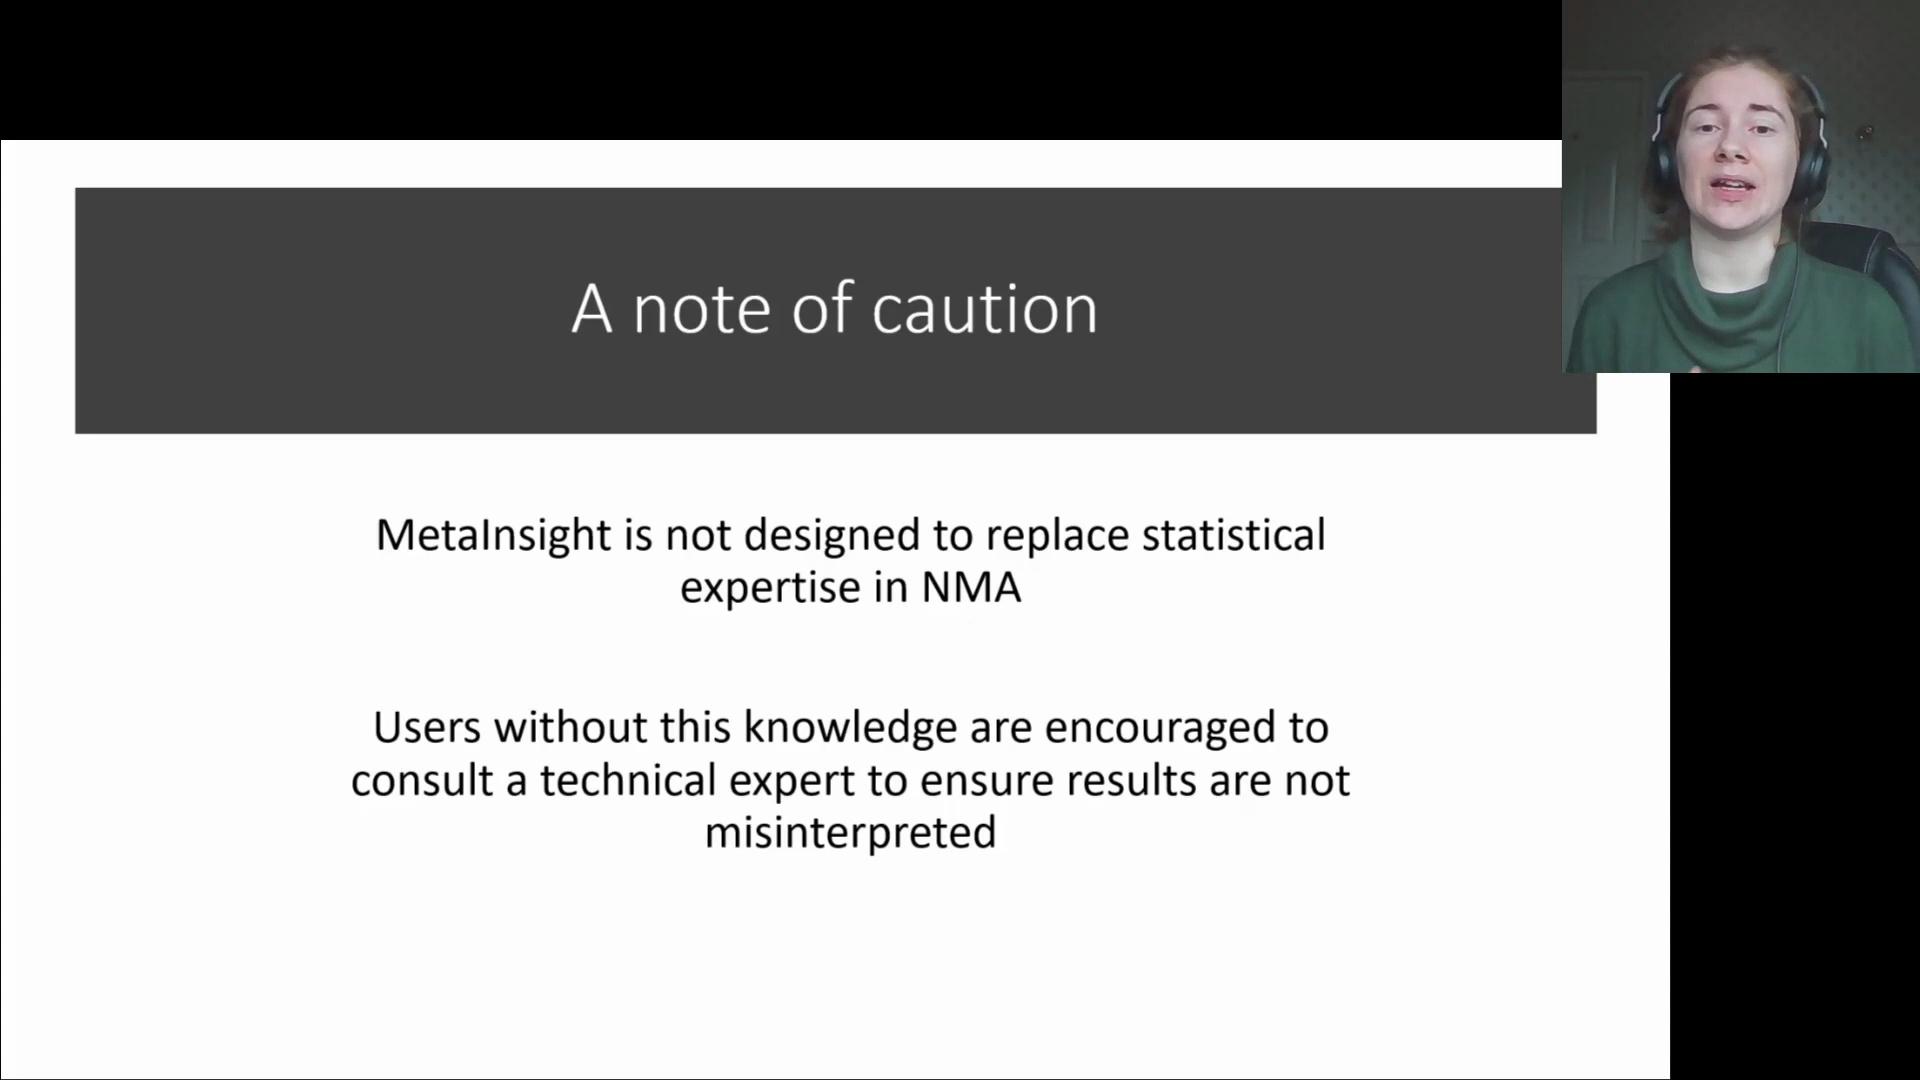 A note of caution
MetaInsight is not designed to replace statistical
expertise in NMA
Users without this knowledge are encouraged to
consult a technical expert to ensure results are not
misinterpreted